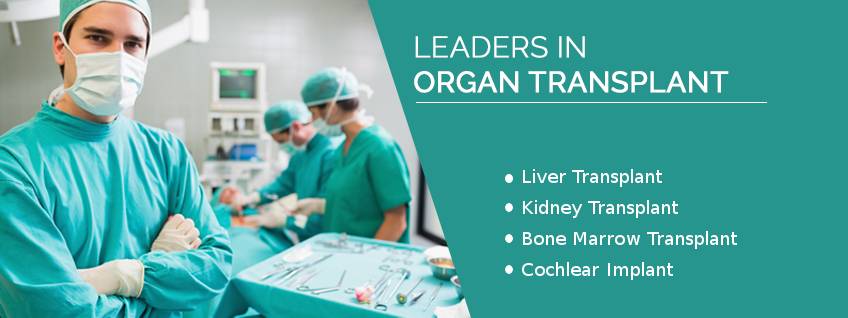 LEADERS IN
ORGAN TRANSPLANT
• Liver Transplant
• Kidney Transplant
• Bone Marrow Transplant
• Cochlear Implant